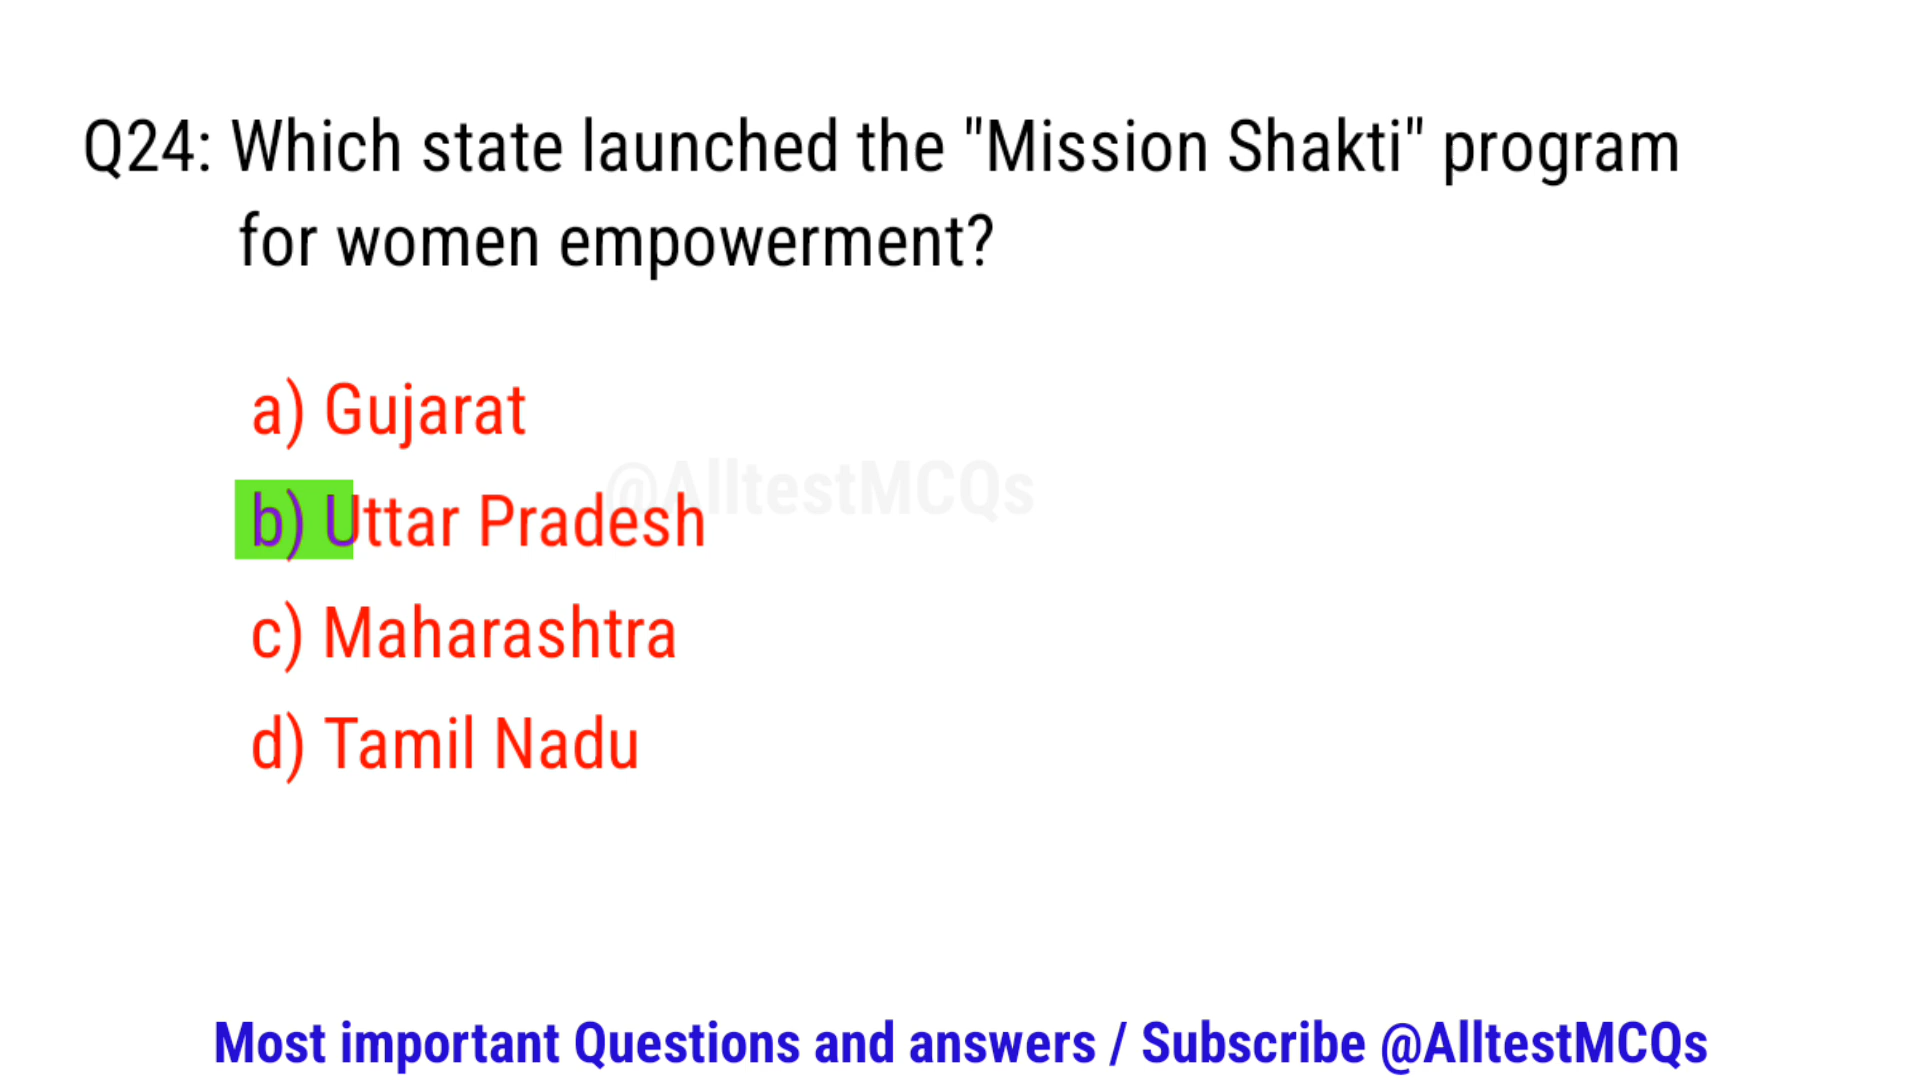 Q24: Which state launched the "Mission Shakti" program
for women empowerment?
a) Gujarat
@AlltestMCQs
b) Uttar Pradesh
c) Maharashtra
d) Tamil Nadu
Most important Questions and answers / Subscribe @AlltestMCQs